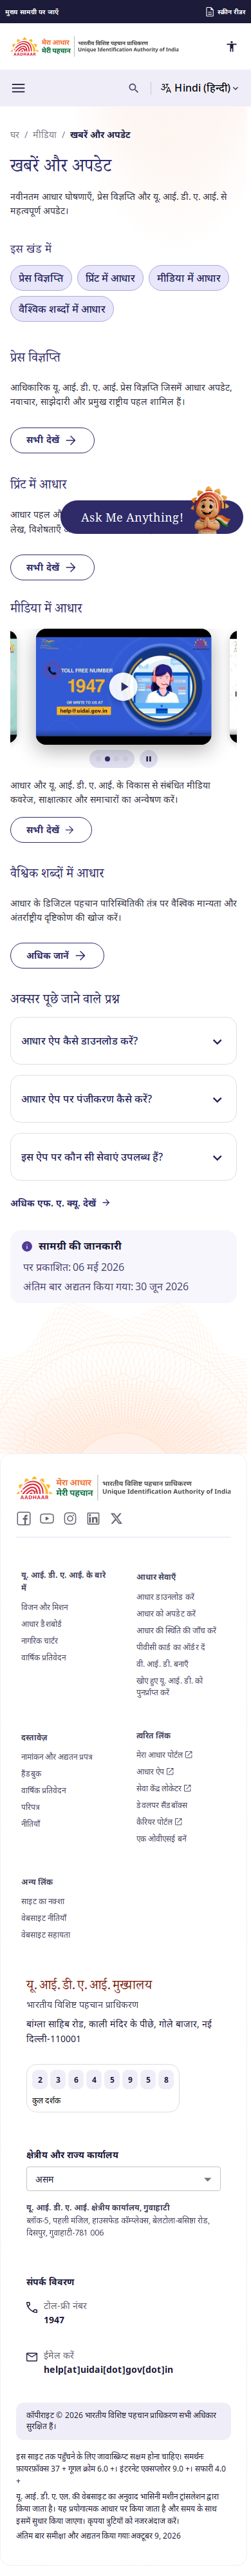 मुख्य सामग्री पर जाएं
स्क्रीन रीडर
AADHAAR
मेरा आधार
मेरी पहचान
भारतीय विशिष्ट पहचान प्राधिकरण
Unique Identification Authority of India
Hindi (हिन्दी)
घर / मीडिया / खबरें और अपडेट
खबरें और अपडेट
नवीनतम आधार घोषणाएँ, प्रेस विज्ञप्ति और यू. आई. डी. ए. आई. से
महत्वपूर्ण अपडेट।
इस खंड में
प्रेस विज्ञप्ति
प्रिंट में आधार
मीडिया में आधार
वैश्विक शब्दों में आधार
प्रेस विज्ञप्ति
आधिकारिक यू. आई. डी. ए. आई. प्रेस विज्ञप्ति जिसमें आधार अपडेट,
नवाचार, साझेदारी और प्रमुख राष्ट्रीय पहल शामिल हैं।
सभी देखें
प्रिंट में आधार
आधार पहल और
लेख, विशेषताएँ
Ask Me Anything!
सभी देखें
मीडिया में आधार
TOLL FREE NUMBER
1947
OR WRITE TO US AT
help@uidai.gov.in
आधार और यू. आई. डी. ए. आई. के विकास से संबंधित मीडिया
कवरेज, साक्षात्कार और समाचारों का अन्वेषण करें।
सभी देखें
वैश्विक शब्दों में आधार
आधार के डिजिटल पहचान पारिस्थितिकी तंत्र पर वैश्विक मान्यता और
अंतर्राष्ट्रीय दृष्टिकोण की खोज करें।
अधिक जानें
अक्सर पूछे जाने वाले प्रश्न
आधार ऐप कैसे डाउनलोड करें?
आधार ऐप पर पंजीकरण कैसे करें?
इस ऐप पर कौन सी सेवाएं उपलब्ध हैं?
अधिक एफ. ए. क्यू. देखें
सामग्री की जानकारी
पर प्रकाशित: 06 मई 2026
अंतिम बार अद्यतन किया गया: 30 जून 2026
AADHAAR
मेरा आधार
मेरी पहचान
भारतीय विशिष्ट पहचान प्राधिकरण
Unique Identification Authority of India
यू. आई. डी. ए. आई. के बारे
में
विजन और मिशन
आधार डैशबोर्ड
नागरिक चार्टर
वार्षिक प्रतिवेदन
आधार सेवाएँ
आधार डाउनलोड करें
आधार को अपडेट करें
आधार की स्थिति की जाँच करें
पीवीसी कार्ड का ऑर्डर दें
वी. आई. डी. बनाएँ
खोए हुए यू. आई. डी. को
पुनर्प्राप्त करें
दस्तावेज़
नामांकन और अद्यतन प्रपत्र
हैंडबुक
वार्षिक प्रतिवेदन
परिपत्र
नीतियाँ
त्वरित लिंक
मेरा आधार पोर्टल
आधार ऐप
सेवा केंद्र लोकेटर
डेवलपर सैंडबॉक्स
कैरियर पोर्टल
एक ओवीएसई बनें
अन्य लिंक
साइट का नक्शा
वेबसाइट नीतियाँ
वेबसाइट सहायता
यू. आई. डी. ए. आई. मुख्यालय
भारतीय विशिष्ट पहचान प्राधिकरण
बांग्ला साहिब रोड, काली मंदिर के पीछे, गोले बाजार, नई
दिल्ली-110001
2 3 6 4 5 9 5 8
कुल दर्शक
क्षेत्रीय और राज्य कार्यालय
असम
यू. आई. डी. ए. आई. क्षेत्रीय कार्यालय, गुवाहाटी
ब्लॉक-5, पहली मंजिल, हाउसफेड कॉम्प्लेक्स, बेलटोला-बसिष्ठा रोड,
दिसपुर, गुवाहाटी-781 006
संपर्क विवरण
टोल-फ्री नंबर
1947
ईमेल करें
help[at]uidai[dot]gov[dot]in
कॉपीराइट © 2026 भारतीय विशिष्ट पहचान प्राधिकरण सभी अधिकार
सुरक्षित हैं।
इस साइट तक पहुँचने के लिए जावास्क्रिप्ट सक्षम होना चाहिए। समर्थनः
फ़ायरफ़ॉक्स 37 + गूगल क्रोम 6.0 +। इंटरनेट एक्सप्लोरर 9.0 +। सफारी 4.0
+
यू. आई. डी. ए. एल. की वेबसाइट का अनुवाद भाषिनी मशीन ट्रांसलेशन द्वारा
किया जाता है। यह प्रयोगात्मक आधार पर किया जाता है और समय के साथ
इसमें सुधार किया जाएगा। कृपया त्रुटियों को नजरअंदाज करें।
अंतिम बार समीक्षा और अद्यतन किया गयाः अक्टूबर 9, 2026